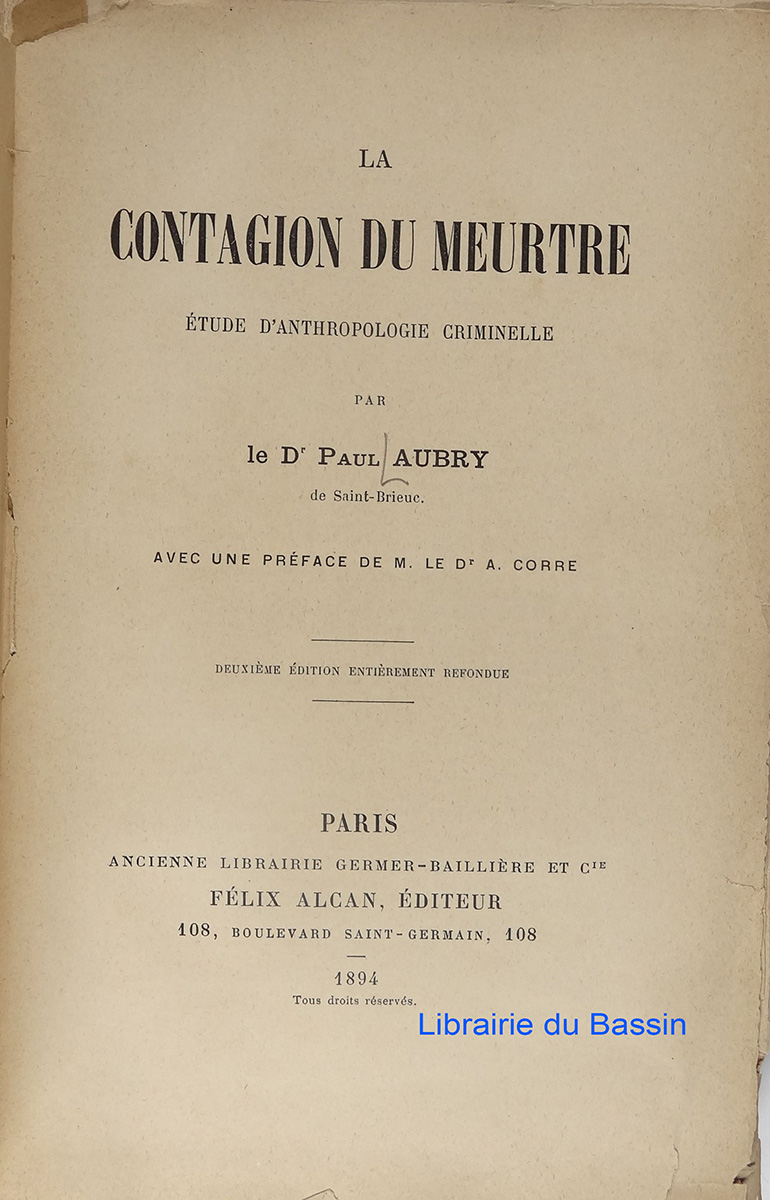 LA
CONTAGION DU MEURTRE
ÉTUDE D'ANTHROPOLOGIE CRIMINELLE
PAR
le Dr PAUL AUBRY
de Saint-Brieuc.
AVEC UNE PRÉFACE DE M. LE Dr A. CORRE
DEUXIÈME ÉDITION ENTIÈREMENT REFONDUE
PARIS
ANCIENNE LIBRAIRIE GERMER-BAILLIÈRE ET CIE
FÉLIX ALCAN, ÉDITEUR
108, BOULEVARD SAINT-GERMAIN, 108
1894
Tous droits réservés.
Librairie du Bassin